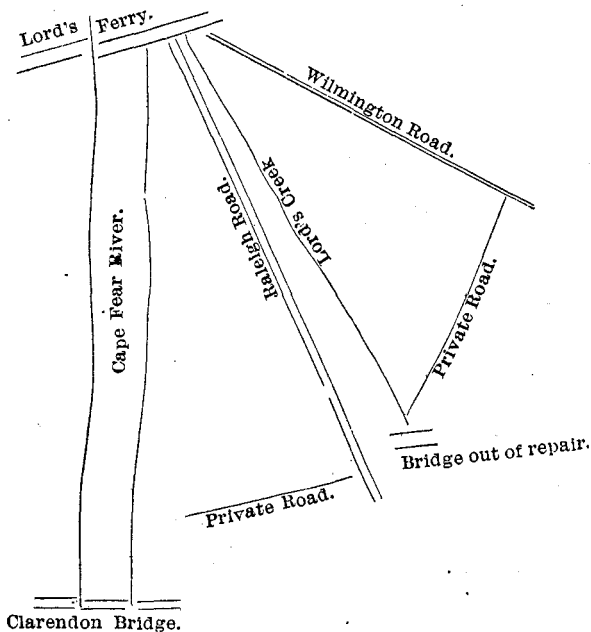 Lord's Ferry.
Wilmington Road.
Cape Fear River.
Raleigh Road.
Lord's Creek
Private Road.
Bridge out of repair.
Private Road.
Clarendon Bridge.